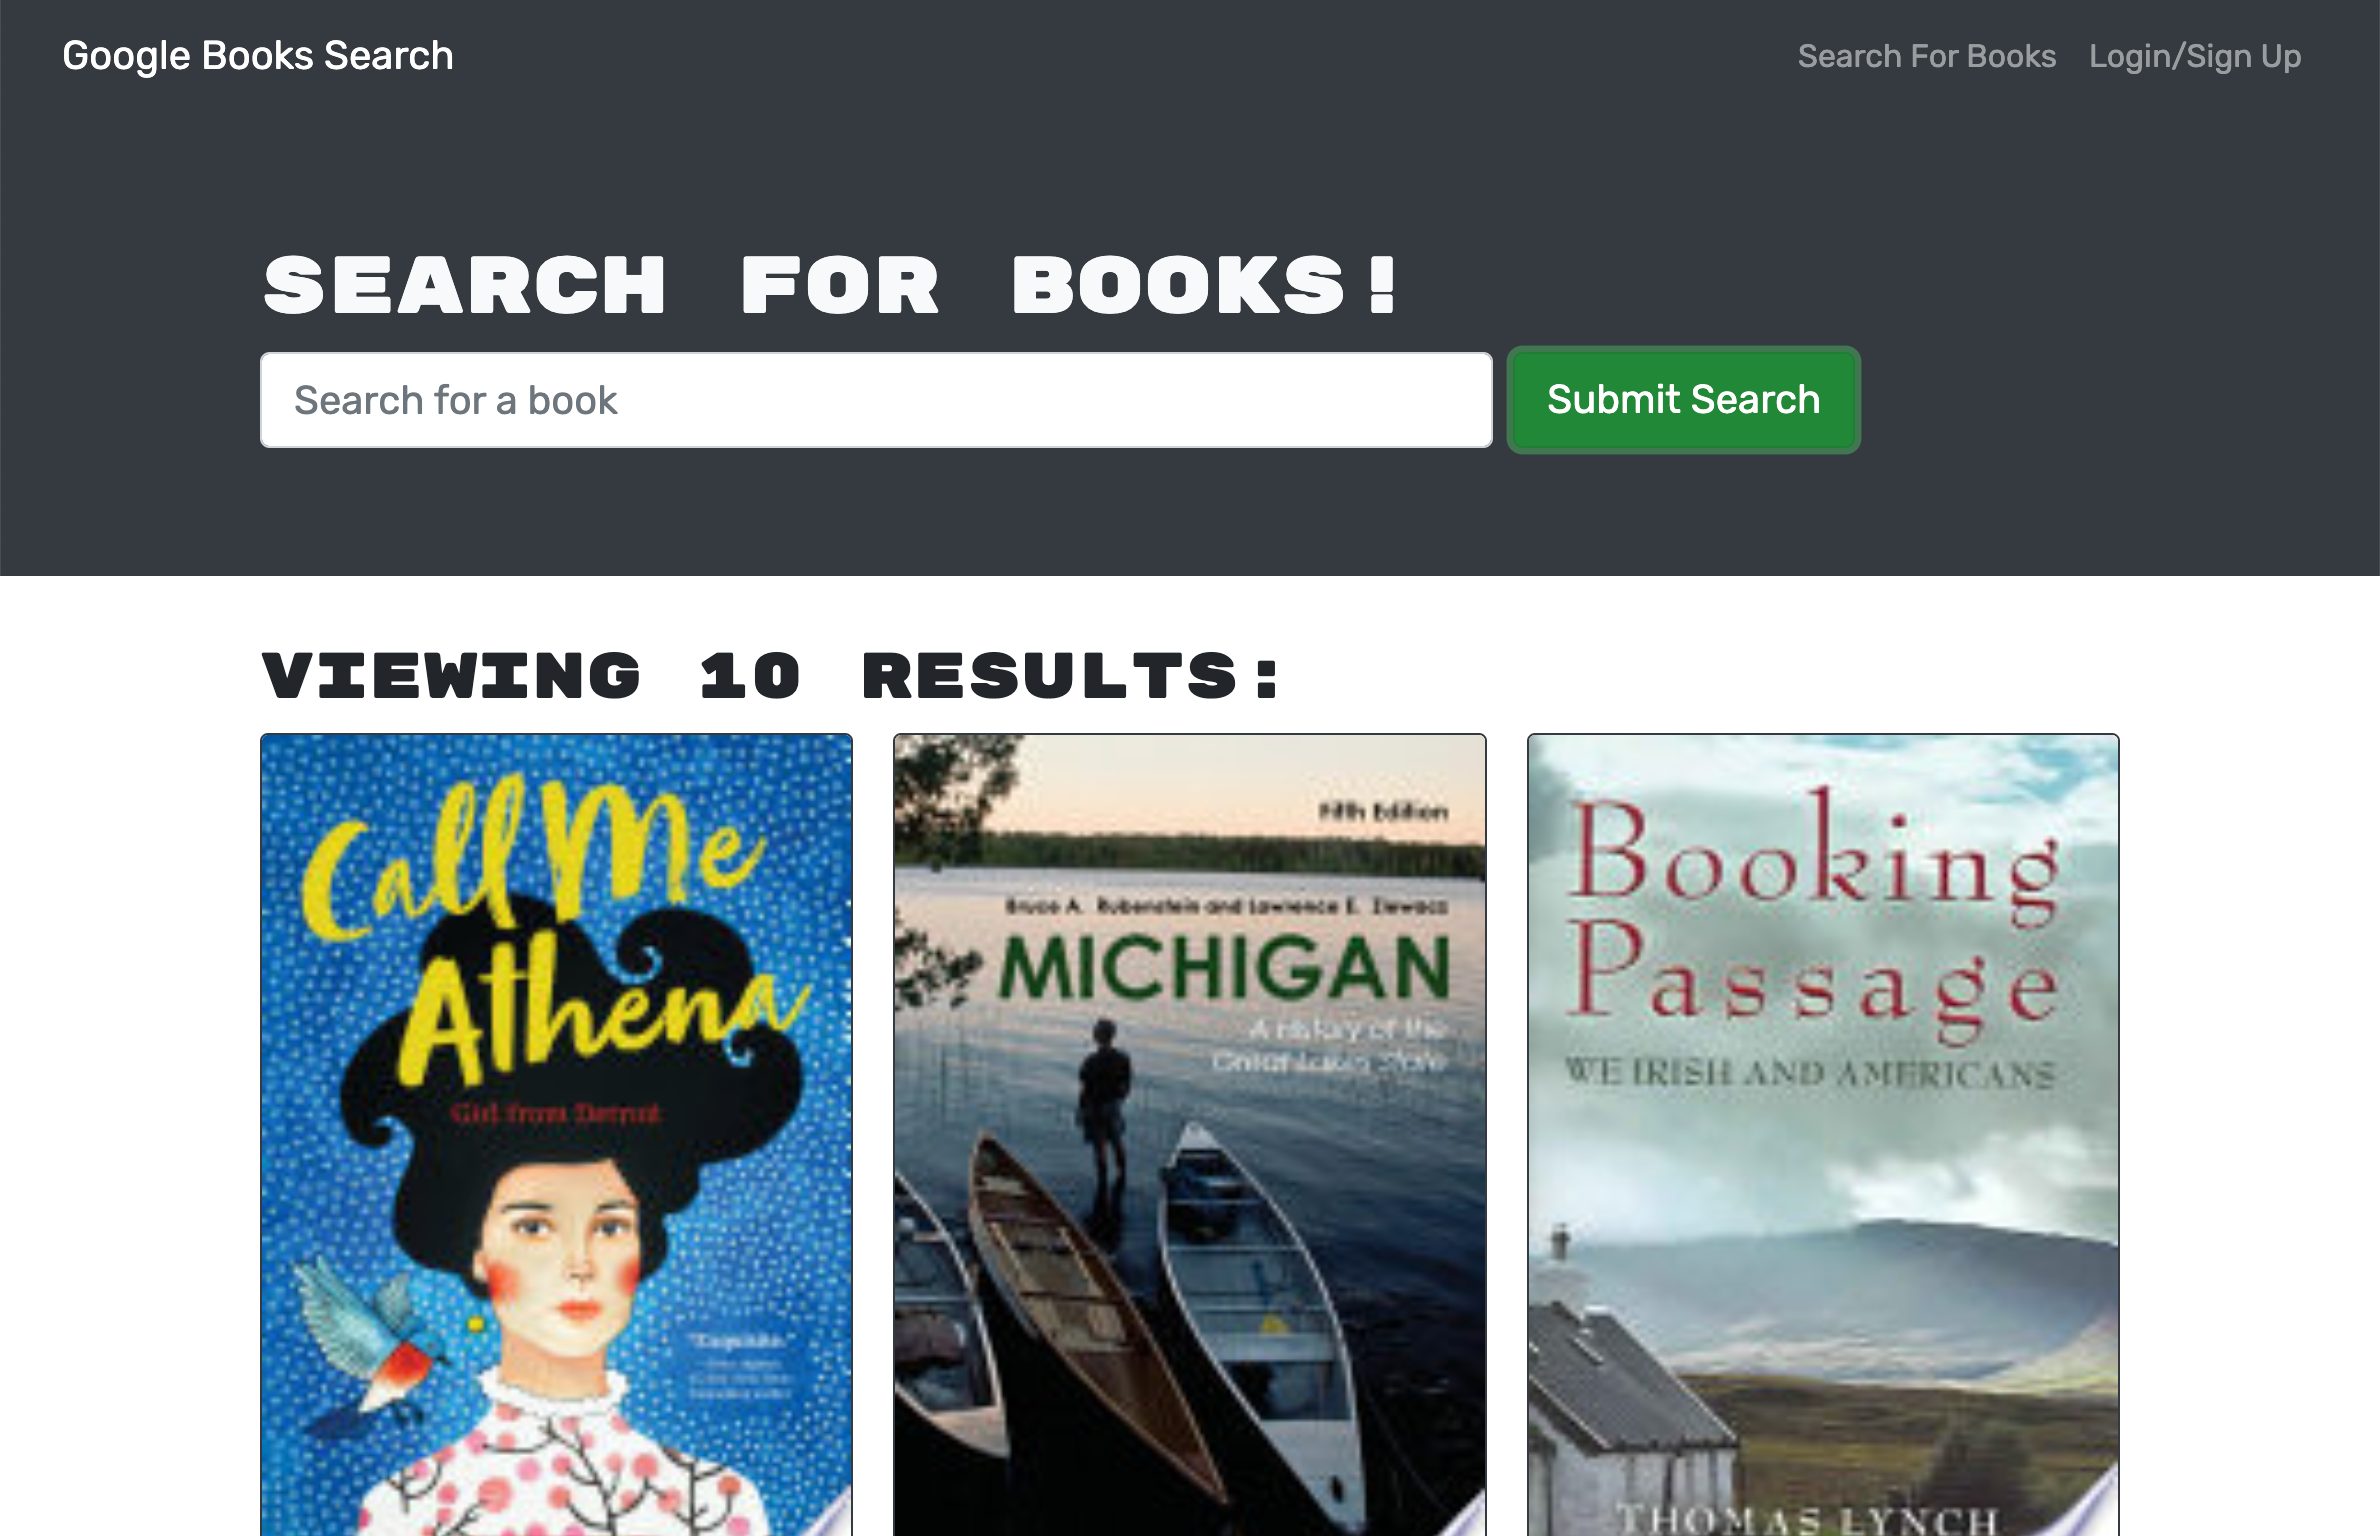 Google Books Search
Search For Books
Login/Sign Up
SEARCH FOR BOOKS!
Search for a book
Submit Search
VIEWING 10 RESULTS:
Call Me
Athena
Girl from Detroit
Fifth Edition
Bruce A. Rubenstein and Lawrence E. Ziewacz
MICHIGAN
A History of the
Great Lakes State
Booking
Passage
WE IRISH AND AMERICANS
THOMAS LYNCH